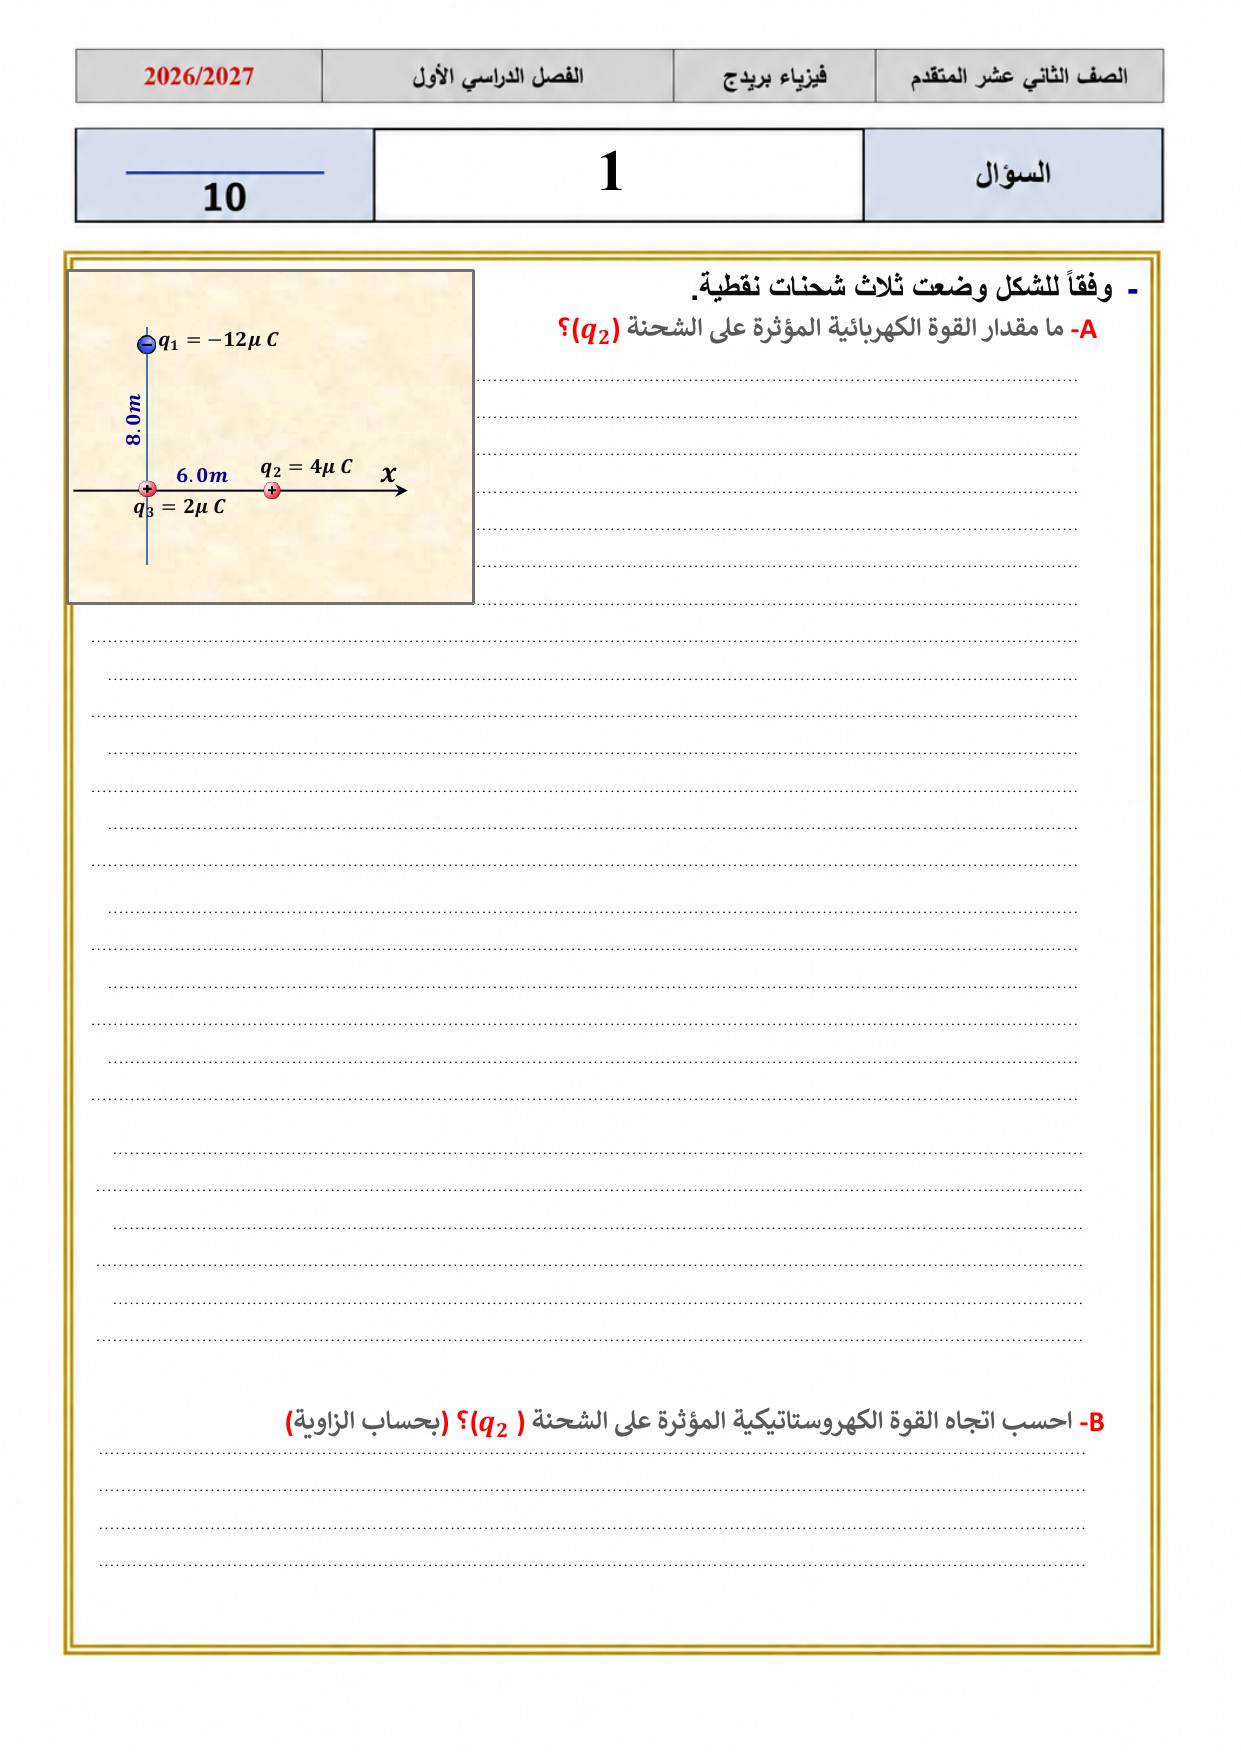 الصف الثاني عشر المتقدم فيزياء بريدج الفصل الدراسي الأول 2026/2027
السؤال 1 10
- وفقاً للشكل وضعت ثلاث شحنات نقطية.
A- ما مقدار القوة الكهربائية المؤثرة على الشحنة (q₂)؟
q₁ = −12μ C
8.0m
6.0m
q₂ = 4μ C
x
q₃ = 2μ C
B- احسب اتجاه القوة الكهروستاتيكية المؤثرة على الشحنة ( q₂)؟ (بحساب الزاوية)